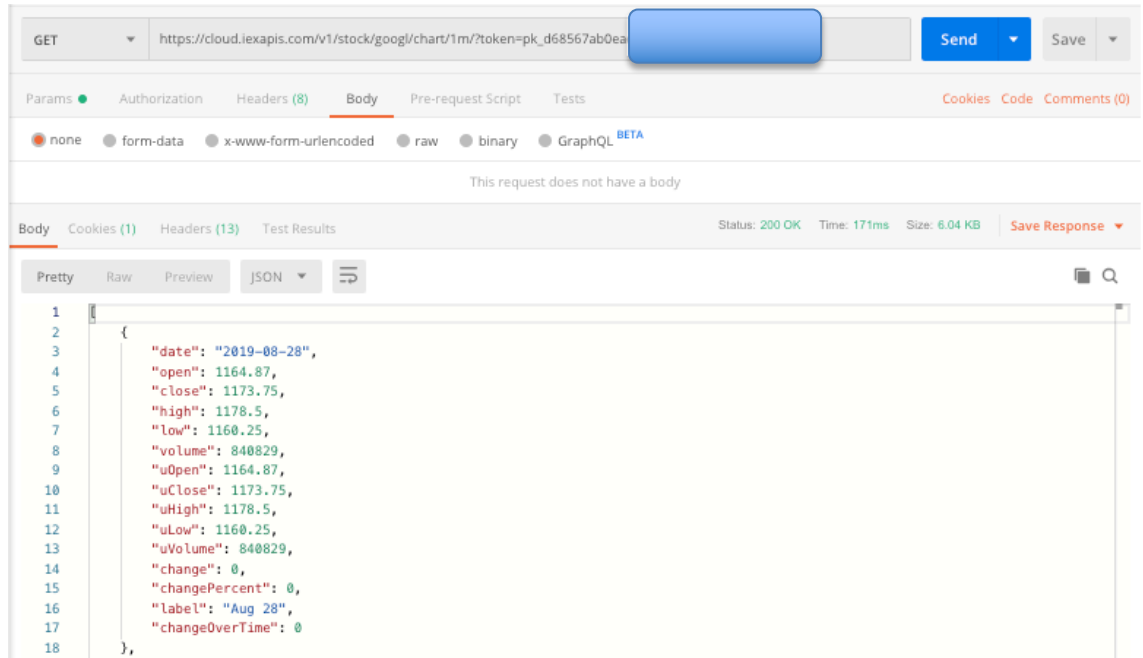 GET https://cloud.iexapis.com/v1/stock/googl/chart/1m/?token=pk_d68567ab0ea Send Save
Params Authorization Headers (8) Body Pre-request Script Tests Cookies Code Comments (0)
none form-data x-www-form-urlencoded raw binary GraphQL BETA
This request does not have a body
Body Cookies (1) Headers (13) Test Results Status: 200 OK Time: 171ms Size: 6.04 KB Save Response
Pretty Raw Preview JSON
1 [
2 {
3 "date": "2019-08-28",
4 "open": 1164.87,
5 "close": 1173.75,
6 "high": 1178.5,
7 "low": 1160.25,
8 "volume": 840829,
9 "uOpen": 1164.87,
10 "uClose": 1173.75,
11 "uHigh": 1178.5,
12 "uLow": 1160.25,
13 "uVolume": 840829,
14 "change": 0,
15 "changePercent": 0,
16 "label": "Aug 28",
17 "changeOverTime": 0
18 },